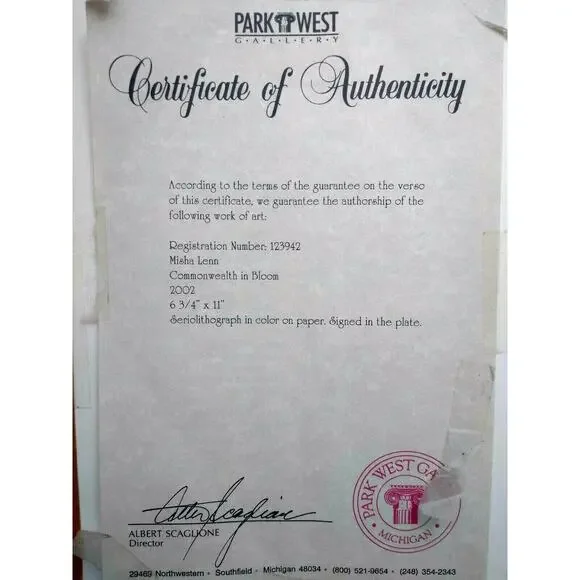 PARK WEST
G·A·L·L·E·R·Y
Certificate of Authenticity
According to the terms of the guarantee on the verso
of this certificate, we guarantee the authorship of the
following work of art:
Registration Number: 123942
Misha Lenn
Commonwealth in Bloom
2002
6 3/4" x 11"
Seriolithograph in color on paper. Signed in the plate.
PARK WEST GA
• MICHIGAN •
ALBERT SCAGLIONE
Director
29469 Northwestern • Southfield • Michigan 48034 • (800) 521-9654 • (248) 354-2343